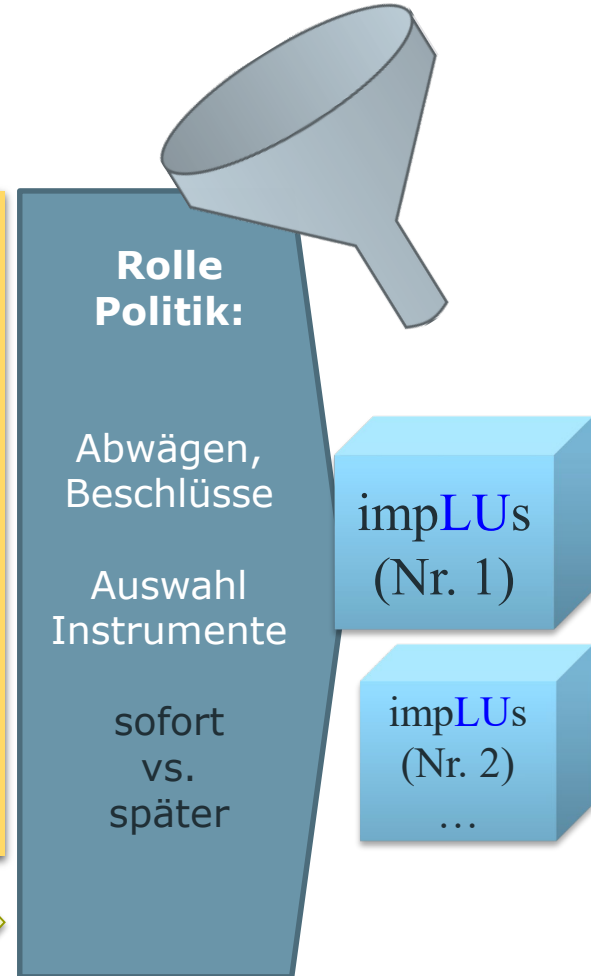 Rolle
Politik:
Abwägen,
Beschlüsse
Auswahl
Instrumente
sofort
vs.
später
impLUs
(Nr. 1)
impLUs
(Nr. 2)
…